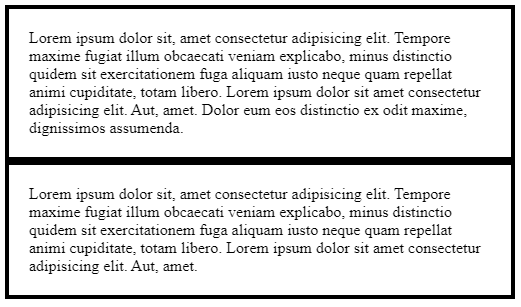 Lorem ipsum dolor sit, amet consectetur adipisicing elit. Tempore
maxime fugiat illum obcaecati veniam explicabo, minus distinctio
quidem sit exercitationem fuga aliquam iusto neque quam repellat
animi cupiditate, totam libero. Lorem ipsum dolor sit amet consectetur
adipisicing elit. Aut, amet. Dolor eum eos distinctio ex odit maxime,
dignissimos assumenda.
Lorem ipsum dolor sit, amet consectetur adipisicing elit. Tempore
maxime fugiat illum obcaecati veniam explicabo, minus distinctio
quidem sit exercitationem fuga aliquam iusto neque quam repellat
animi cupiditate, totam libero. Lorem ipsum dolor sit amet consectetur
adipisicing elit. Aut, amet.